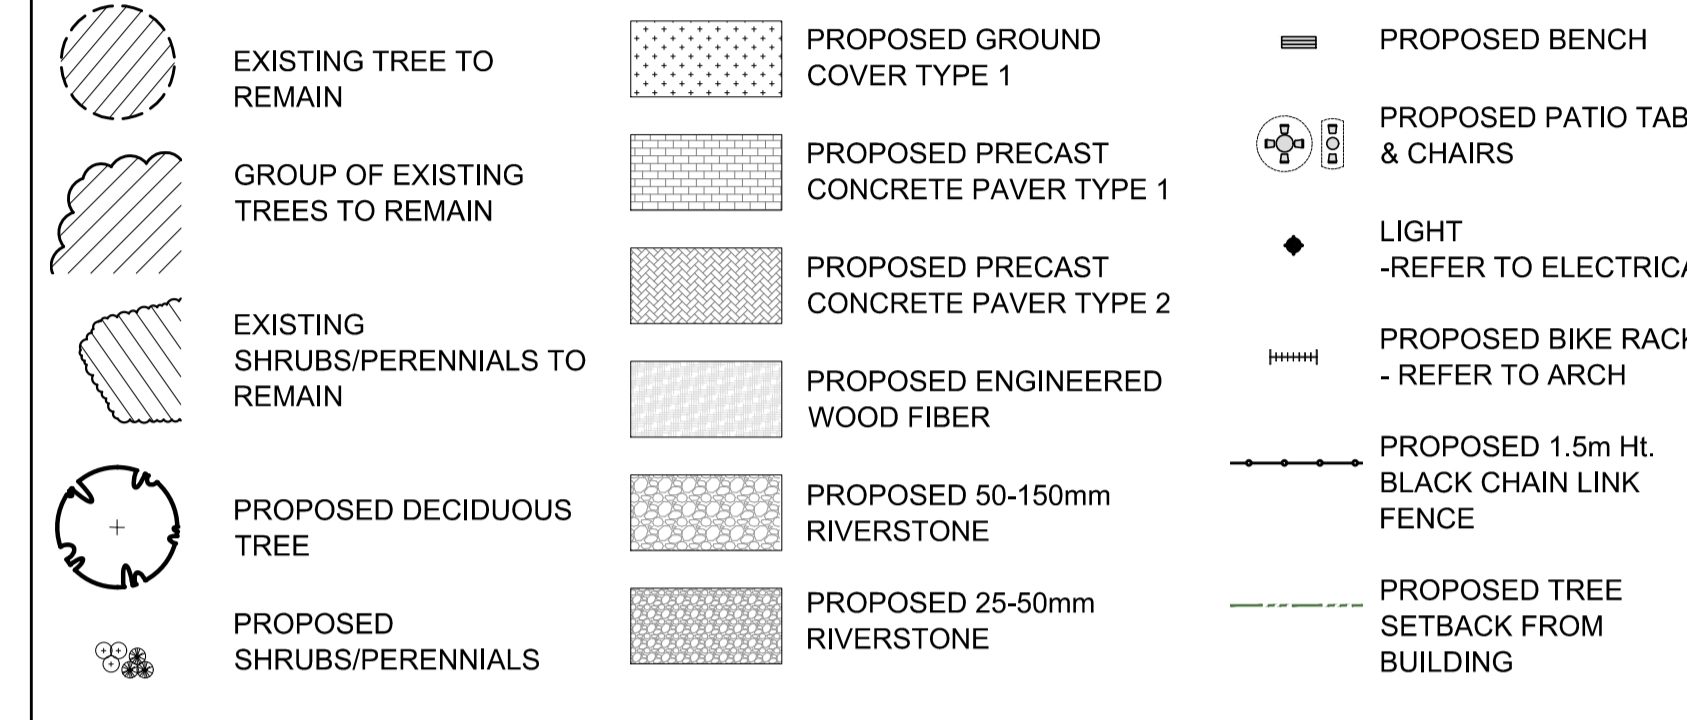 EXISTING TREE TO
REMAIN
GROUP OF EXISTING
TREES TO REMAIN
EXISTING
SHRUBS/PERENNIALS TO
REMAIN
PROPOSED DECIDUOUS
TREE
PROPOSED
SHRUBS/PERENNIALS
PROPOSED GROUND
COVER TYPE 1
PROPOSED PRECAST
CONCRETE PAVER TYPE 1
PROPOSED PRECAST
CONCRETE PAVER TYPE 2
PROPOSED ENGINEERED
WOOD FIBER
PROPOSED 50-150mm
RIVERSTONE
PROPOSED 25-50mm
RIVERSTONE
PROPOSED BENCH
PROPOSED PATIO
& CHAIRS
LIGHT
-REFER TO
PROPOSED BIKE RACK
- REFER TO ARCH
PROPOSED 1.5m Ht.
BLACK CHAIN LINK
FENCE
PROPOSED TREE
SETBACK FROM
BUILDING